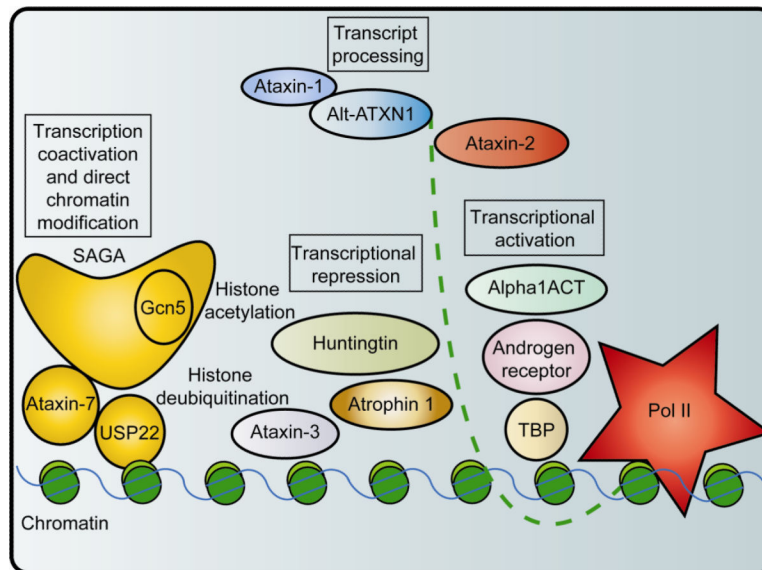 Transcript
processing
Ataxin-1
Alt-ATXN1
Ataxin-2
Transcription
coactivation
and direct
chromatin
modification
SAGA
Gcn5
Histone
acetylation
Histone
deubiquitination
Ataxin-7
USP22
Transcriptional
repression
Huntingtin
Atrophin 1
Ataxin-3
Transcriptional
activation
Alpha1ACT
Androgen
receptor
TBP
Pol II
Chromatin